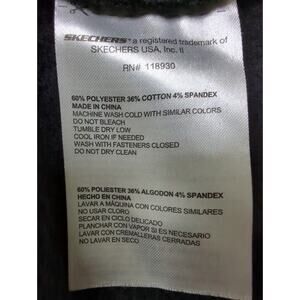 SKECHERS® a registered trademark of
SKECHERS USA, Inc. II
RN# 118930
60% POLYESTER 36% COTTON 4% SPANDEX
MADE IN CHINA
MACHINE WASH COLD WITH SIMILAR COLORS
DO NOT BLEACH
TUMBLE DRY LOW
COOL IRON IF NEEDED
WASH WITH FASTENERS CLOSED
DO NOT DRY CLEAN
60% POLIESTER 36% ALGODON 4% SPANDEX
HECHO EN CHINA
LAVAR A MÁQUINA CON COLORES SIMILARES
NO USAR CLORO
SECAR EN CICLO DELICADO
PLANCHAR CON VAPOR SI ES NECESARIO
LAVAR CON CREMALLERAS CERRADAS
NO LAVAR EN SECO